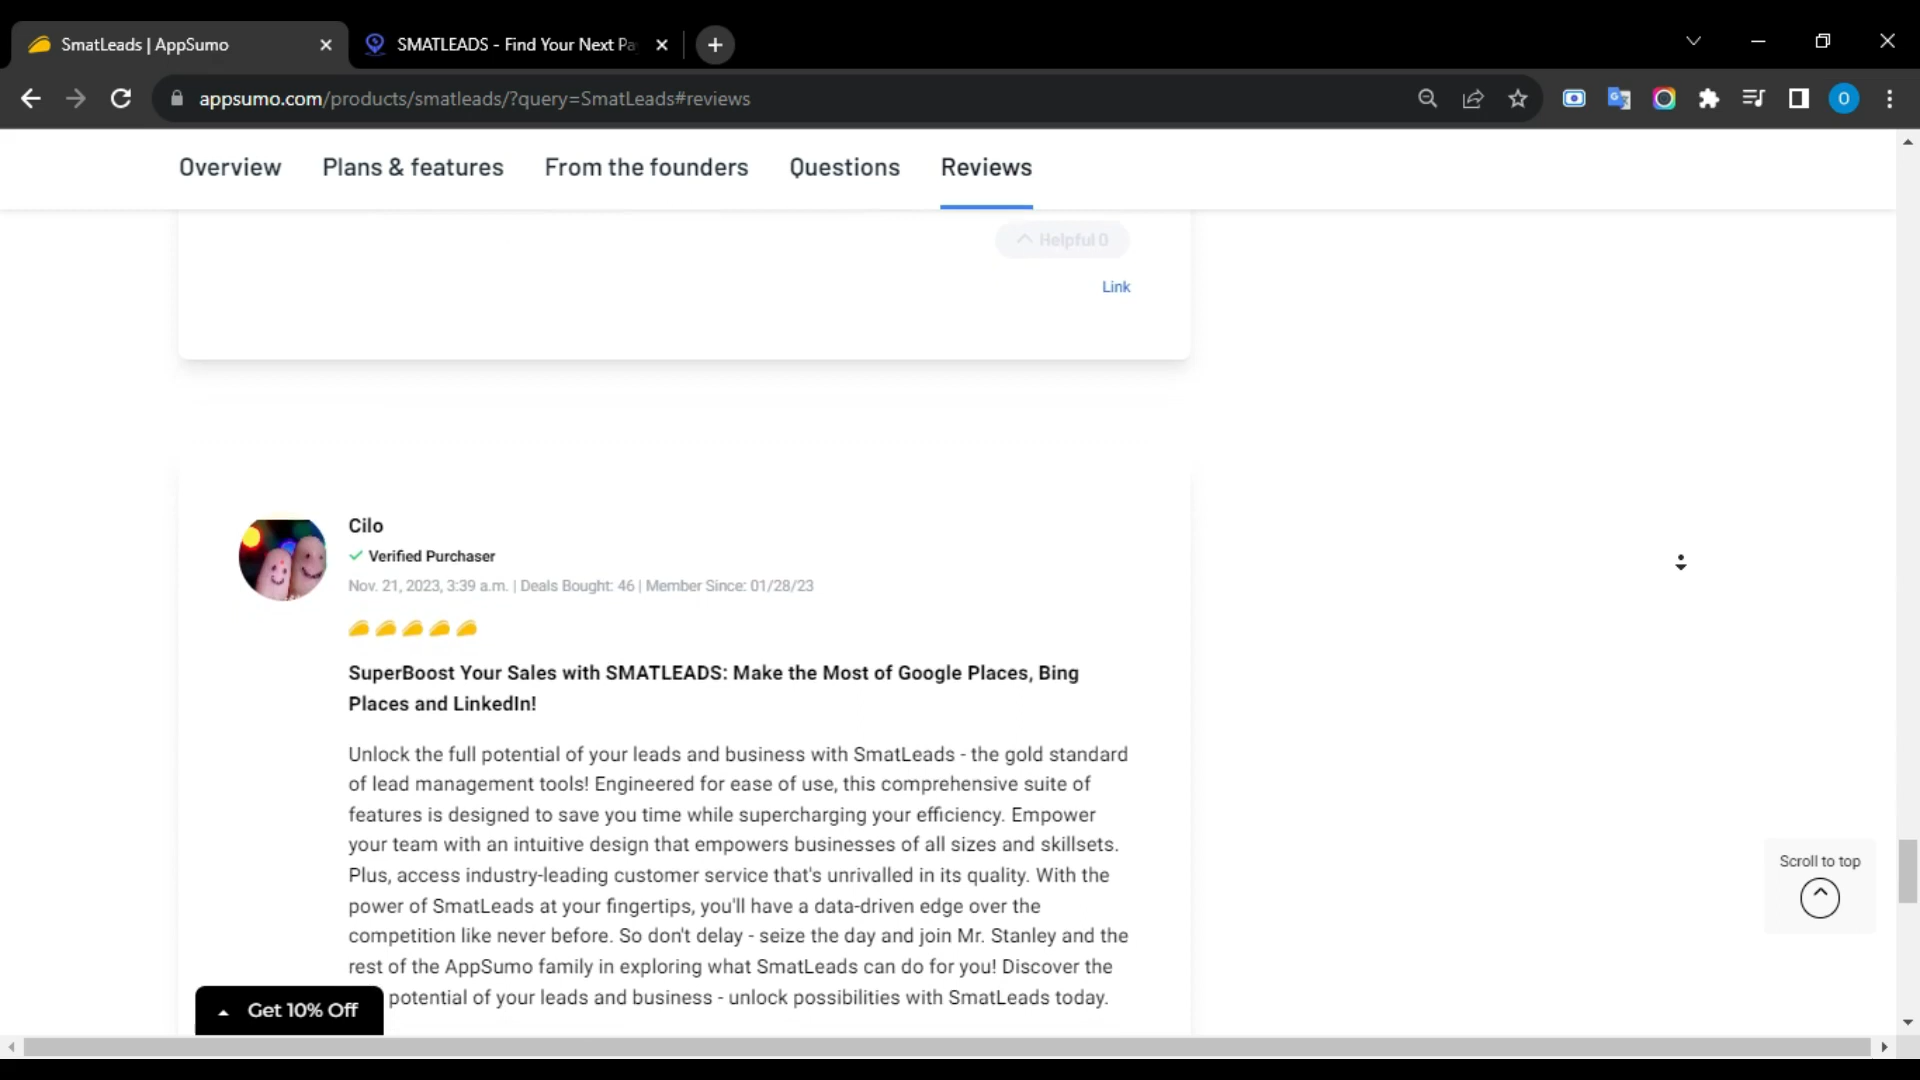 SmatLeads | AppSumo
SMATLEADS - Find Your Next Pa
appsumo.com/products/smatleads/?query=SmatLeads#reviews
O
Overview Plans & features From the founders Questions Reviews
Helpful 0
Link
Cilo
Verified Purchaser
Nov. 21, 2023, 3:39 a.m. | Deals Bought: 46 | Member Since: 01/28/23
SuperBoost Your Sales with SMATLEADS: Make the Most of Google Places, Bing
Places and LinkedIn!
Unlock the full potential of your leads and business with SmatLeads - the gold standard
of lead management tools! Engineered for ease of use, this comprehensive suite of
features is designed to save you time while supercharging your efficiency. Empower
your team with an intuitive design that empowers businesses of all sizes and skillsets.
Plus, access industry-leading customer service that's unrivalled in its quality. With the
power of SmatLeads at your fingertips, you'll have a data-driven edge over the
competition like never before. So don't delay - seize the day and join Mr. Stanley and the
rest of the AppSumo family in exploring what SmatLeads can do for you! Discover the
potential of your leads and business - unlock possibilities with SmatLeads today.
Scroll to top
Get 10% Off